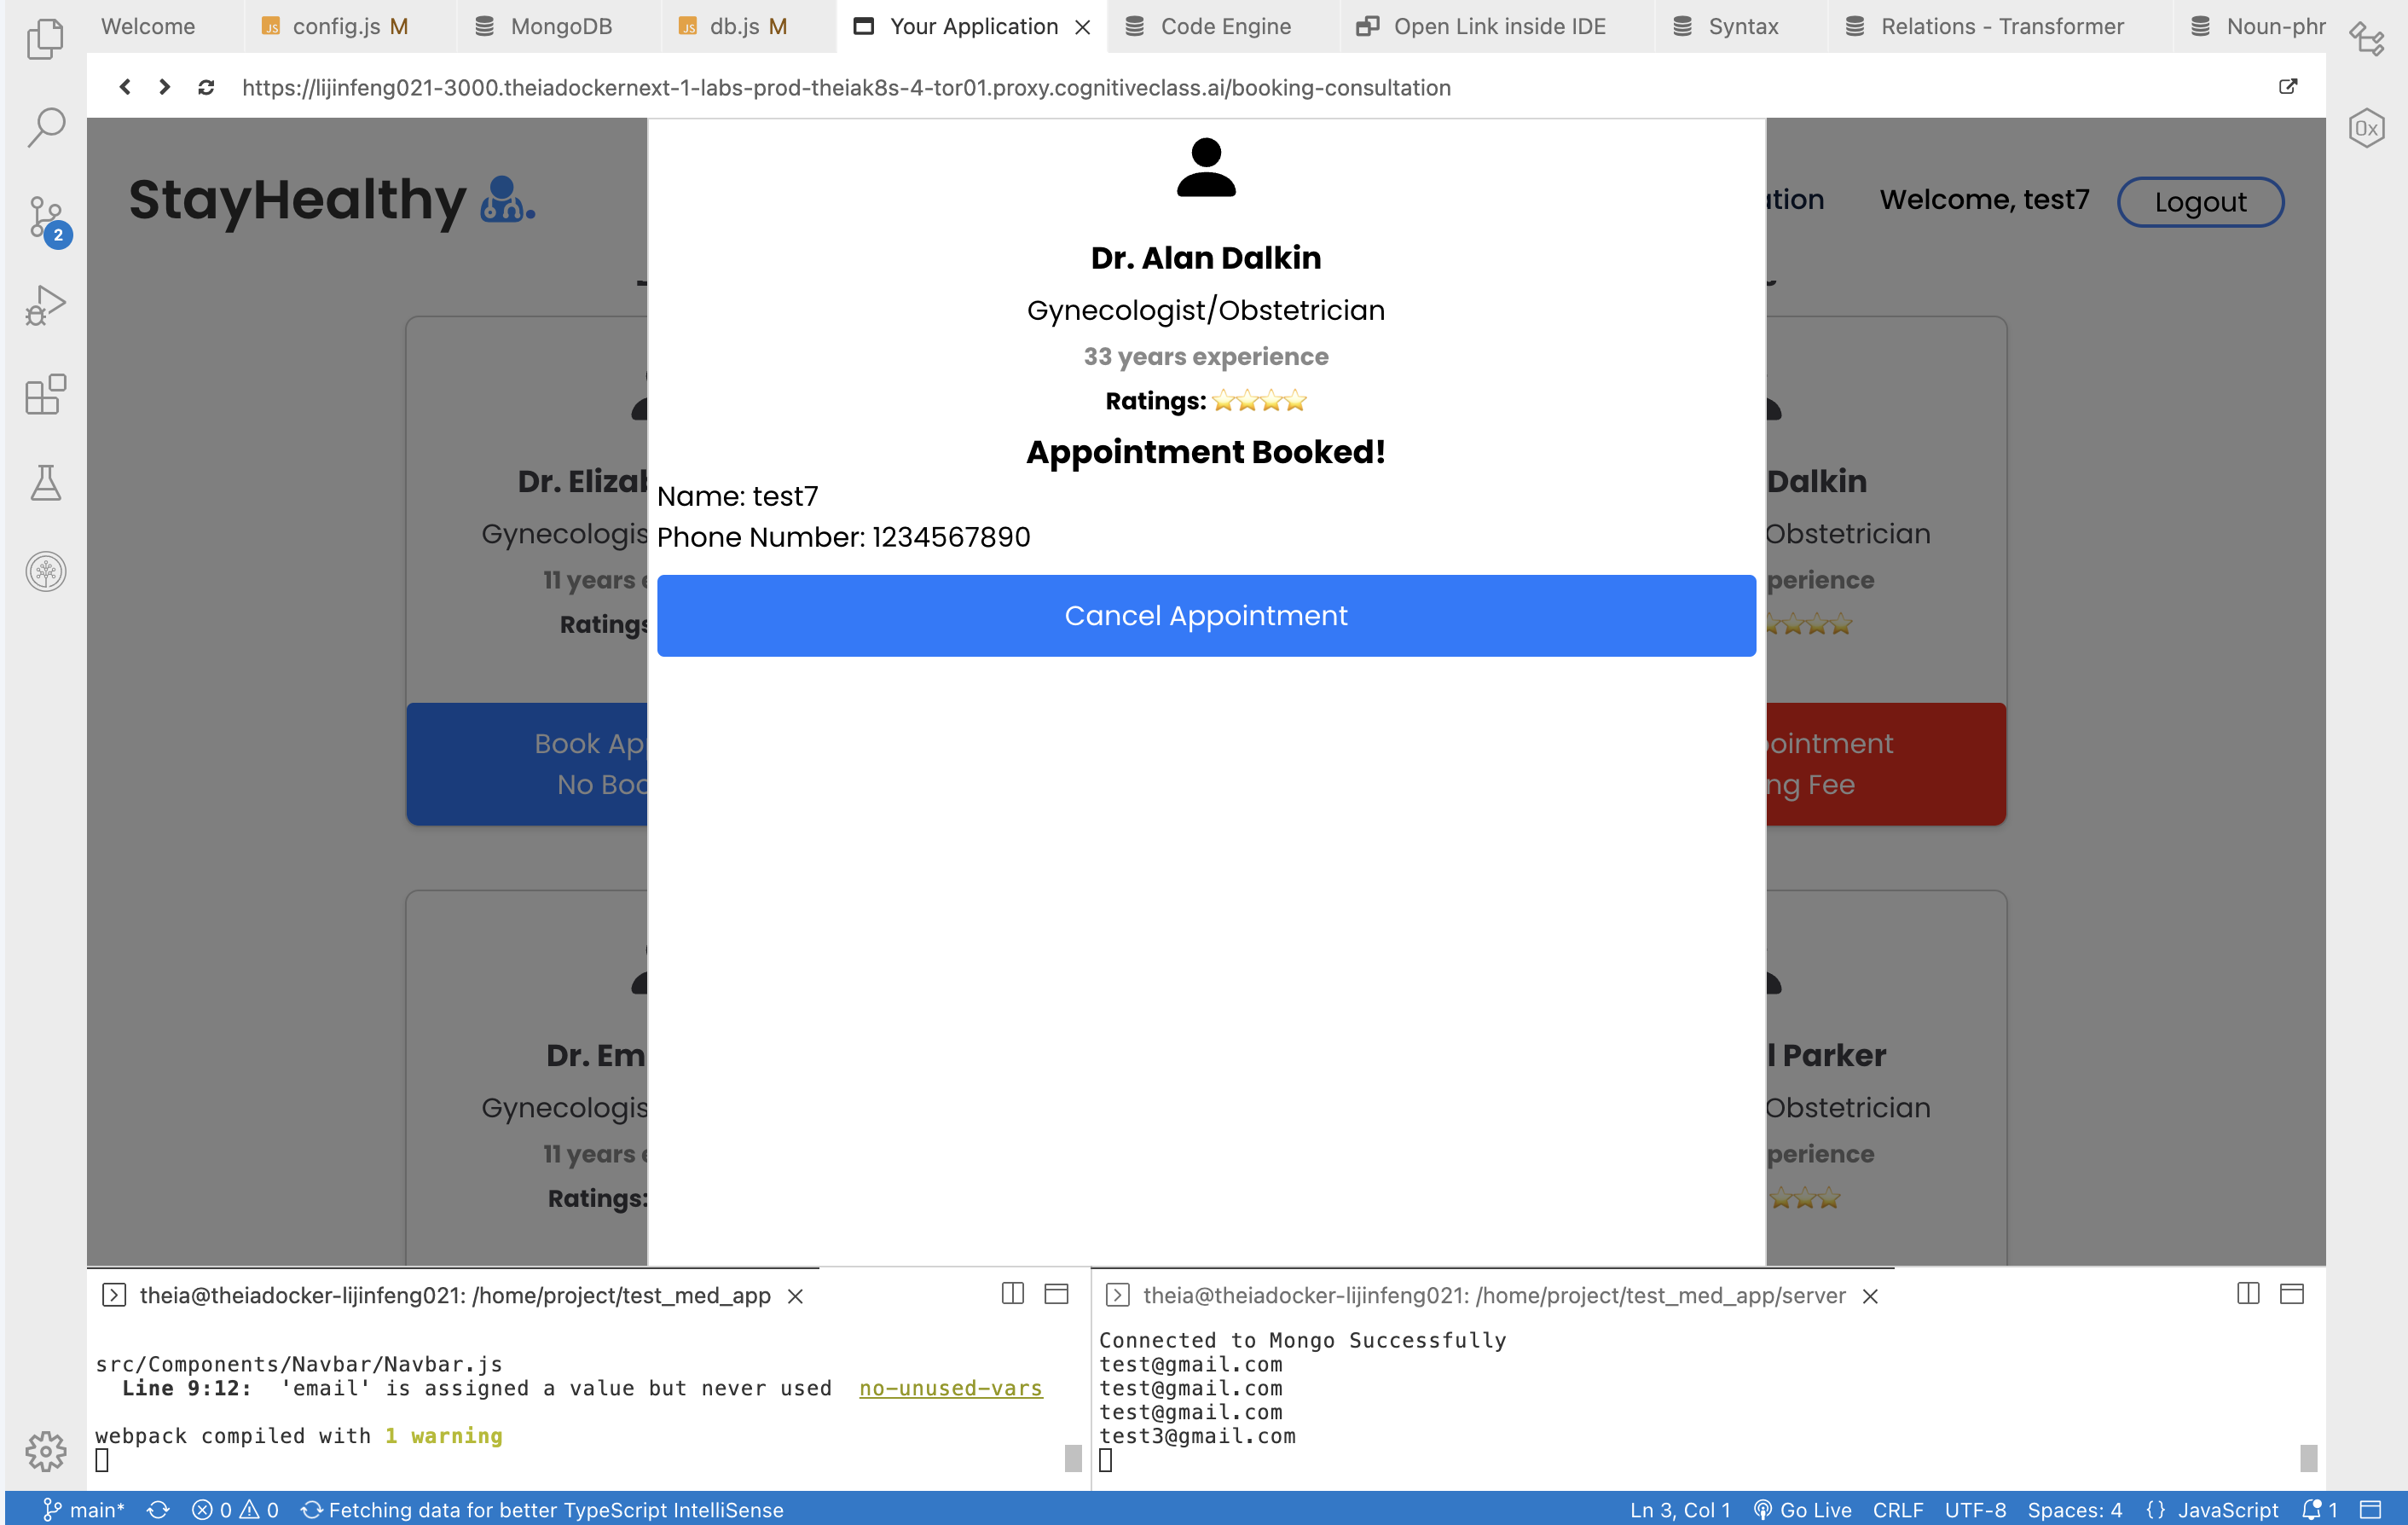 Welcome
config.js M
MongoDB
db.js M
Your Application
Code Engine
Open Link inside IDE
Syntax
Relations - Transformer
Noun-phr
https://lijinfeng021-3000.theiadockernext-1-labs-prod-theiak8s-4-tor01.proxy.cognitiveclass.ai/booking-consultation
StayHealthy
ation
Welcome, test7
Logout
Dr. Alan Dalkin
Gynecologist/Obstetrician
33 years experience
Ratings:
Appointment Booked!
Name: test7
Phone Number: 1234567890
Cancel Appointment
Dr. Elizab
Gynecologis
11 years e
Ratings
Book App
No Boo
Dalkin
Obstetrician
perience
ointment
ng Fee
Dr. Em
Gynecologis
11 years e
Ratings:
l Parker
Obstetrician
perience
2
0x
theia@theiadocker-lijinfeng021: /home/project/test_med_app
src/Components/Navbar/Navbar.js
Line 9:12: 'email' is assigned a value but never used no-unused-vars
webpack compiled with 1 warning
theia@theiadocker-lijinfeng021: /home/project/test_med_app/server
Connected to Mongo Successfully
test@gmail.com
test@gmail.com
test@gmail.com
test3@gmail.com
main* 0 0 Fetching data for better TypeScript IntelliSense
Ln 3, Col 1 Go Live CRLF UTF-8 Spaces: 4 {} JavaScript 1